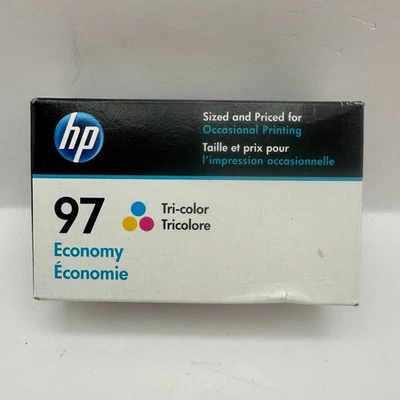 hp
Sized and Priced for
Occasional Printing
Taille et prix pour
l'impression occasionnelle
97
Tri-color
Tricolore
Economy
Économie